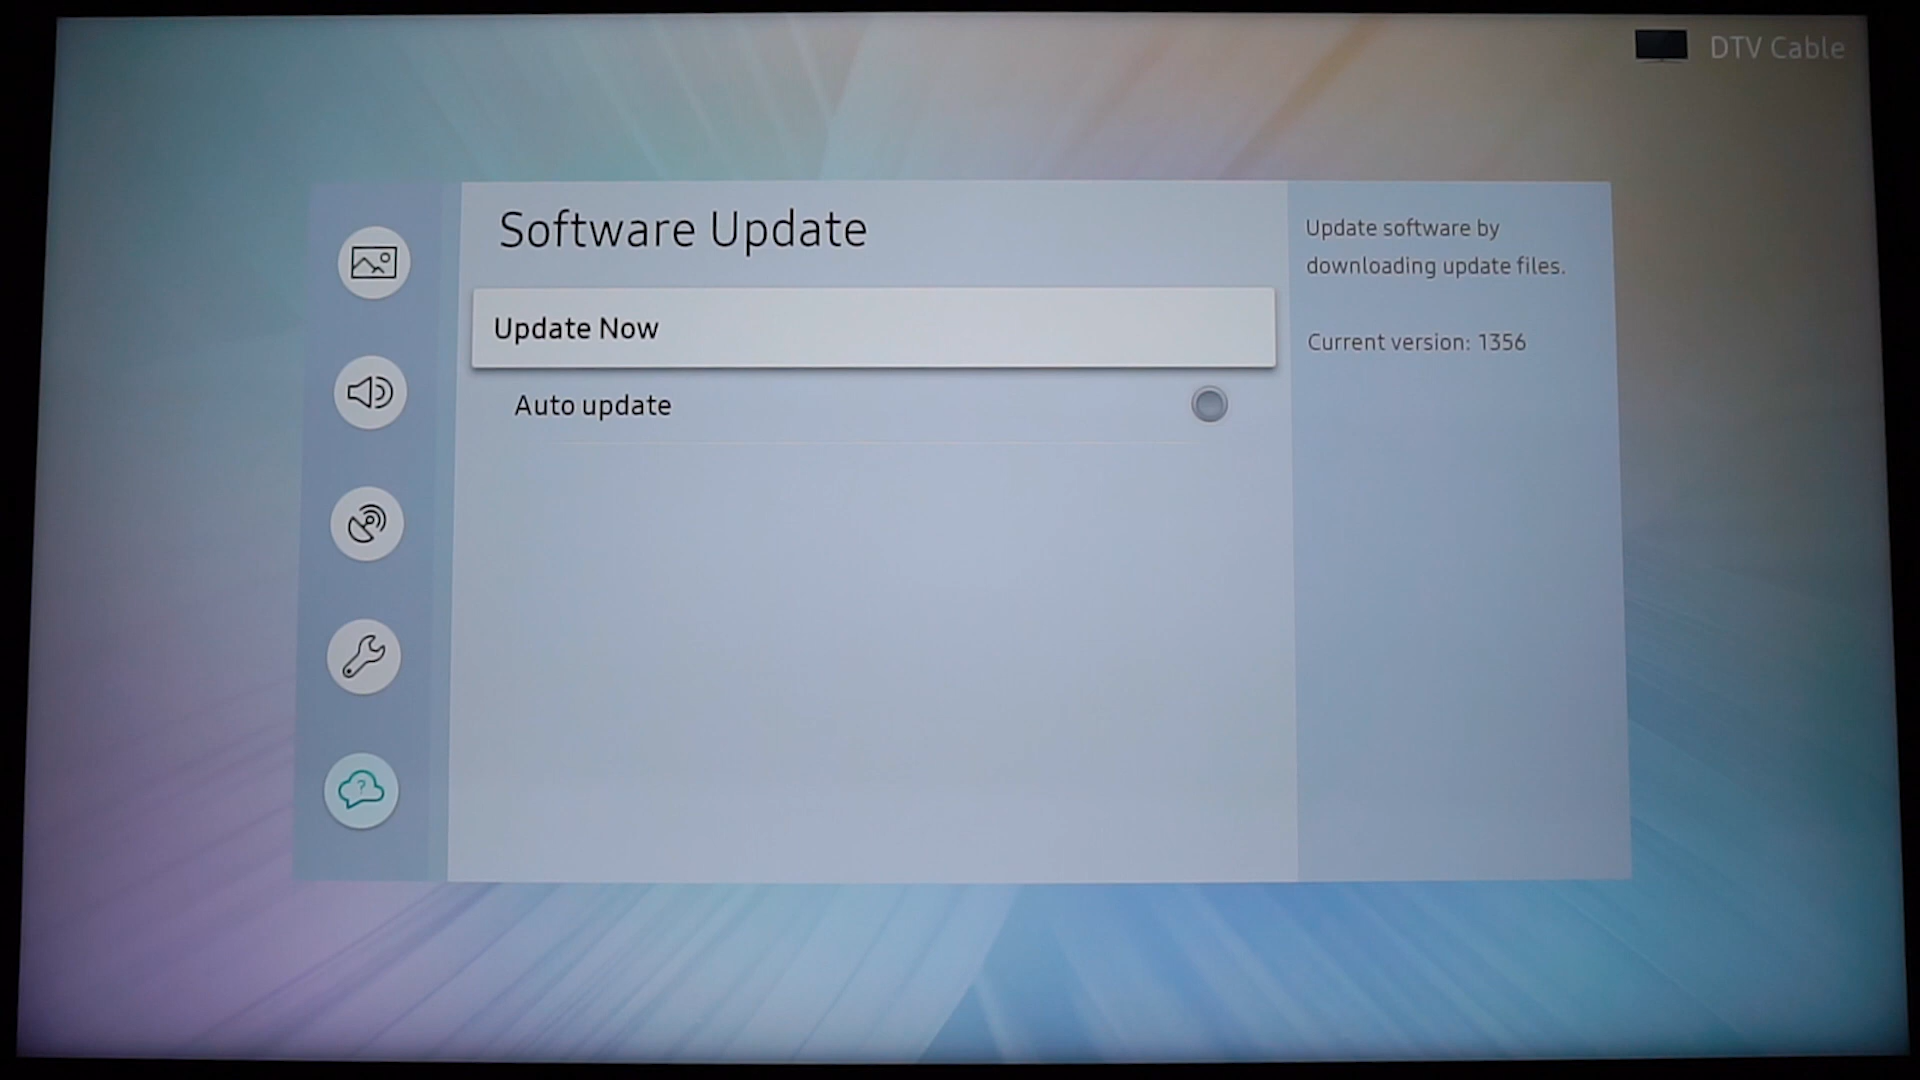 DTV Cable
Software Update
Update Now
Auto update
Update software by
downloading update files.
Current version: 1356
?